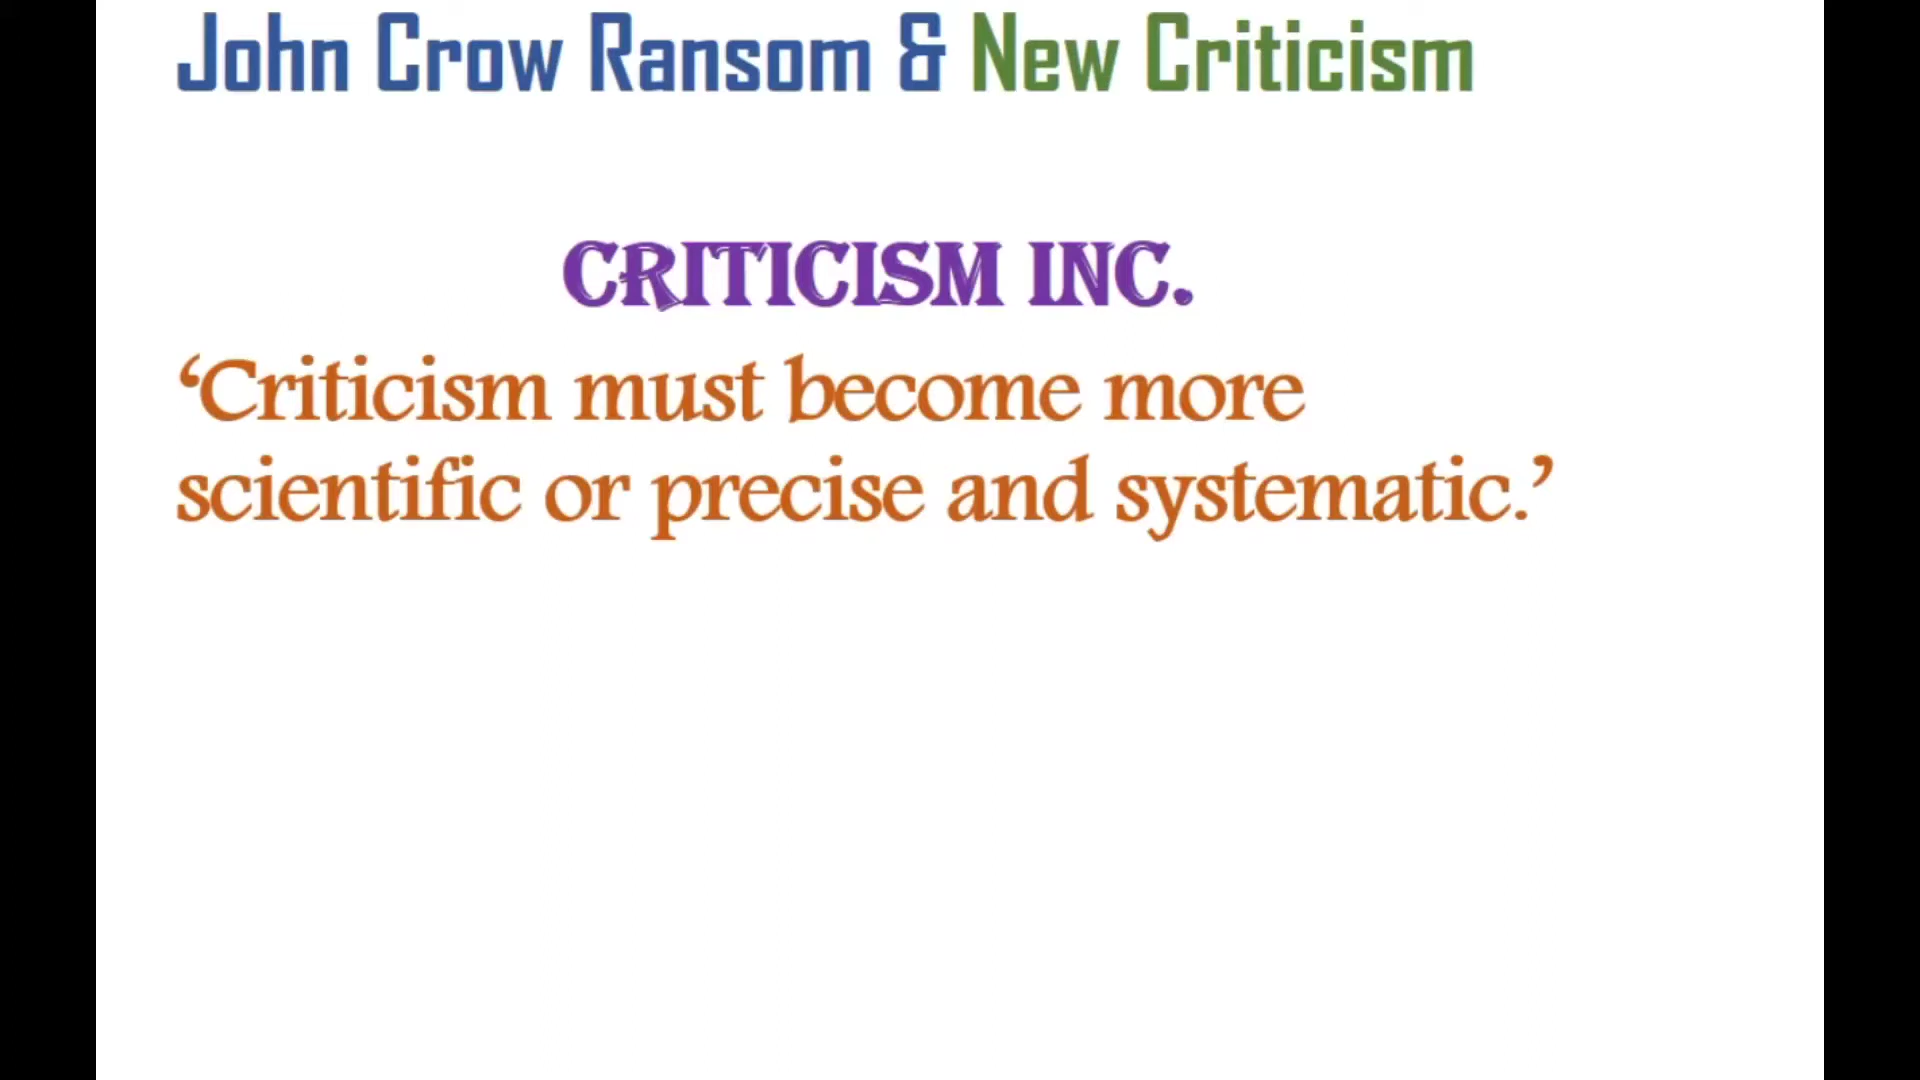 John Crow Ransom & New Criticism
CRITICISM INC.
‘Criticism must become more
scientific or precise and systematic.’